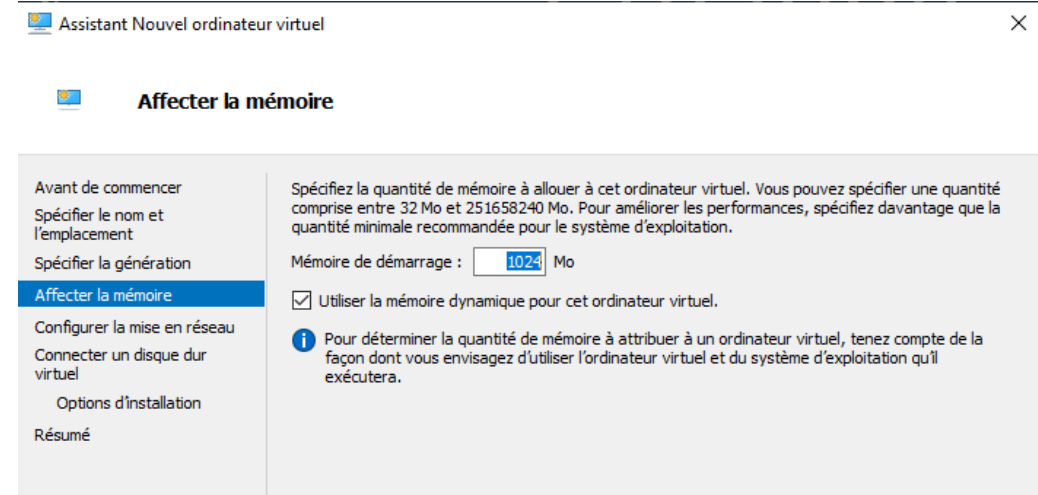 Assistant Nouvel ordinateur virtuel
Affecter la mémoire
Avant de commencer
Spécifier le nom et
l'emplacement
Spécifier la génération
Affecter la mémoire
Configurer la mise en réseau
Connecter un disque dur
virtuel
Options d'installation
Résumé
Spécifiez la quantité de mémoire à allouer à cet ordinateur virtuel. Vous pouvez spécifier une quantité
comprise entre 32 Mo et 251658240 Mo. Pour améliorer les performances, spécifiez davantage que la
quantité minimale recommandée pour le système d'exploitation.
Mémoire de démarrage : 1024 Mo
Utiliser la mémoire dynamique pour cet ordinateur virtuel.
Pour déterminer la quantité de mémoire à attribuer à un ordinateur virtuel, tenez compte de la
façon dont vous envisagez d'utiliser l'ordinateur virtuel et du système d'exploitation qu'il
exécutera.